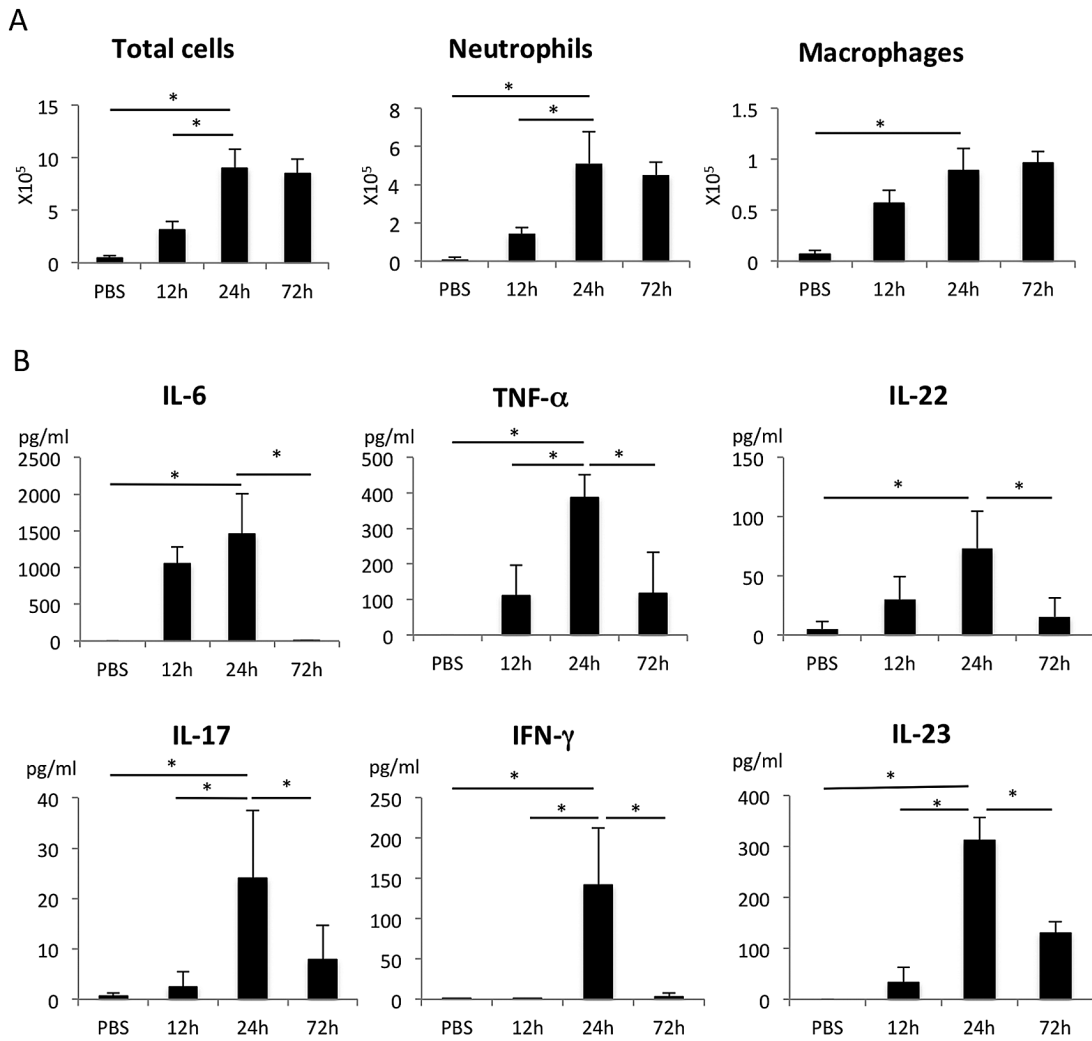 A
Total cells
Neutrophils
Macrophages
X10⁵
15
10
5
0
*
*
PBS 12h 24h 72h
X10⁵
8
6
4
2
0
*
*
PBS 12h 24h 72h
X10⁵
1.5
1
0.5
0
*
PBS 12h 24h 72h
B
IL-6
pg/ml
2500
2000
1500
1000
500
0
*
*
PBS 12h 24h 72h
TNF-α
pg/ml
500
400
300
200
100
0
*
*
*
PBS 12h 24h 72h
IL-22
pg/ml
150
100
50
0
*
*
PBS 12h 24h 72h
IL-17
pg/ml
40
30
20
10
0
*
*
*
PBS 12h 24h 72h
IFN-γ
pg/ml
250
200
150
100
50
0
*
*
*
PBS 12h 24h 72h
IL-23
pg/ml
400
300
200
100
0
*
*
*
PBS 12h 24h 72h